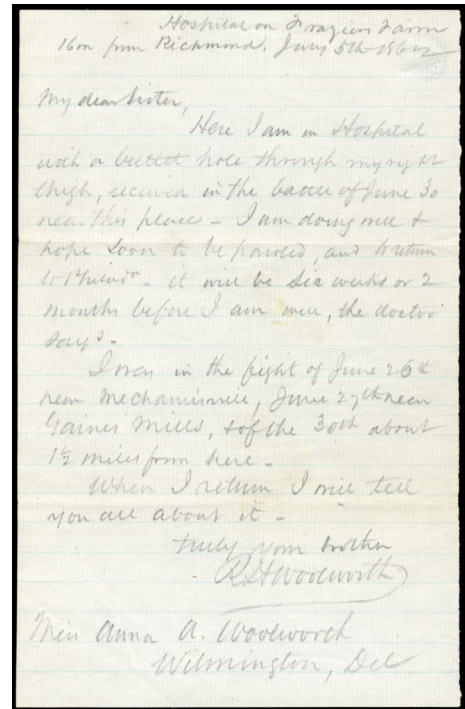 Hospital on Fraziers Farm
16 m from Richmond. July 5th 1862
My dear Sister,
Here I am in Hospital
with a bullet hole through my right
thigh, received in the battle of June 30
near this place - I am doing well &
hope soon to be paroled, and to return
to - it will be six weeks or 2
months before I am well, the doctor
says -
I was in the fight of June 26th
near Mechanicsville, June 27th near
Gaines Mills, & of the 30th about
1½ miles from here -
When I return I will tell
you all about it -
truly your brother
R H Woodworth
Miss Anna A. Woodworth
Wilmington, Del